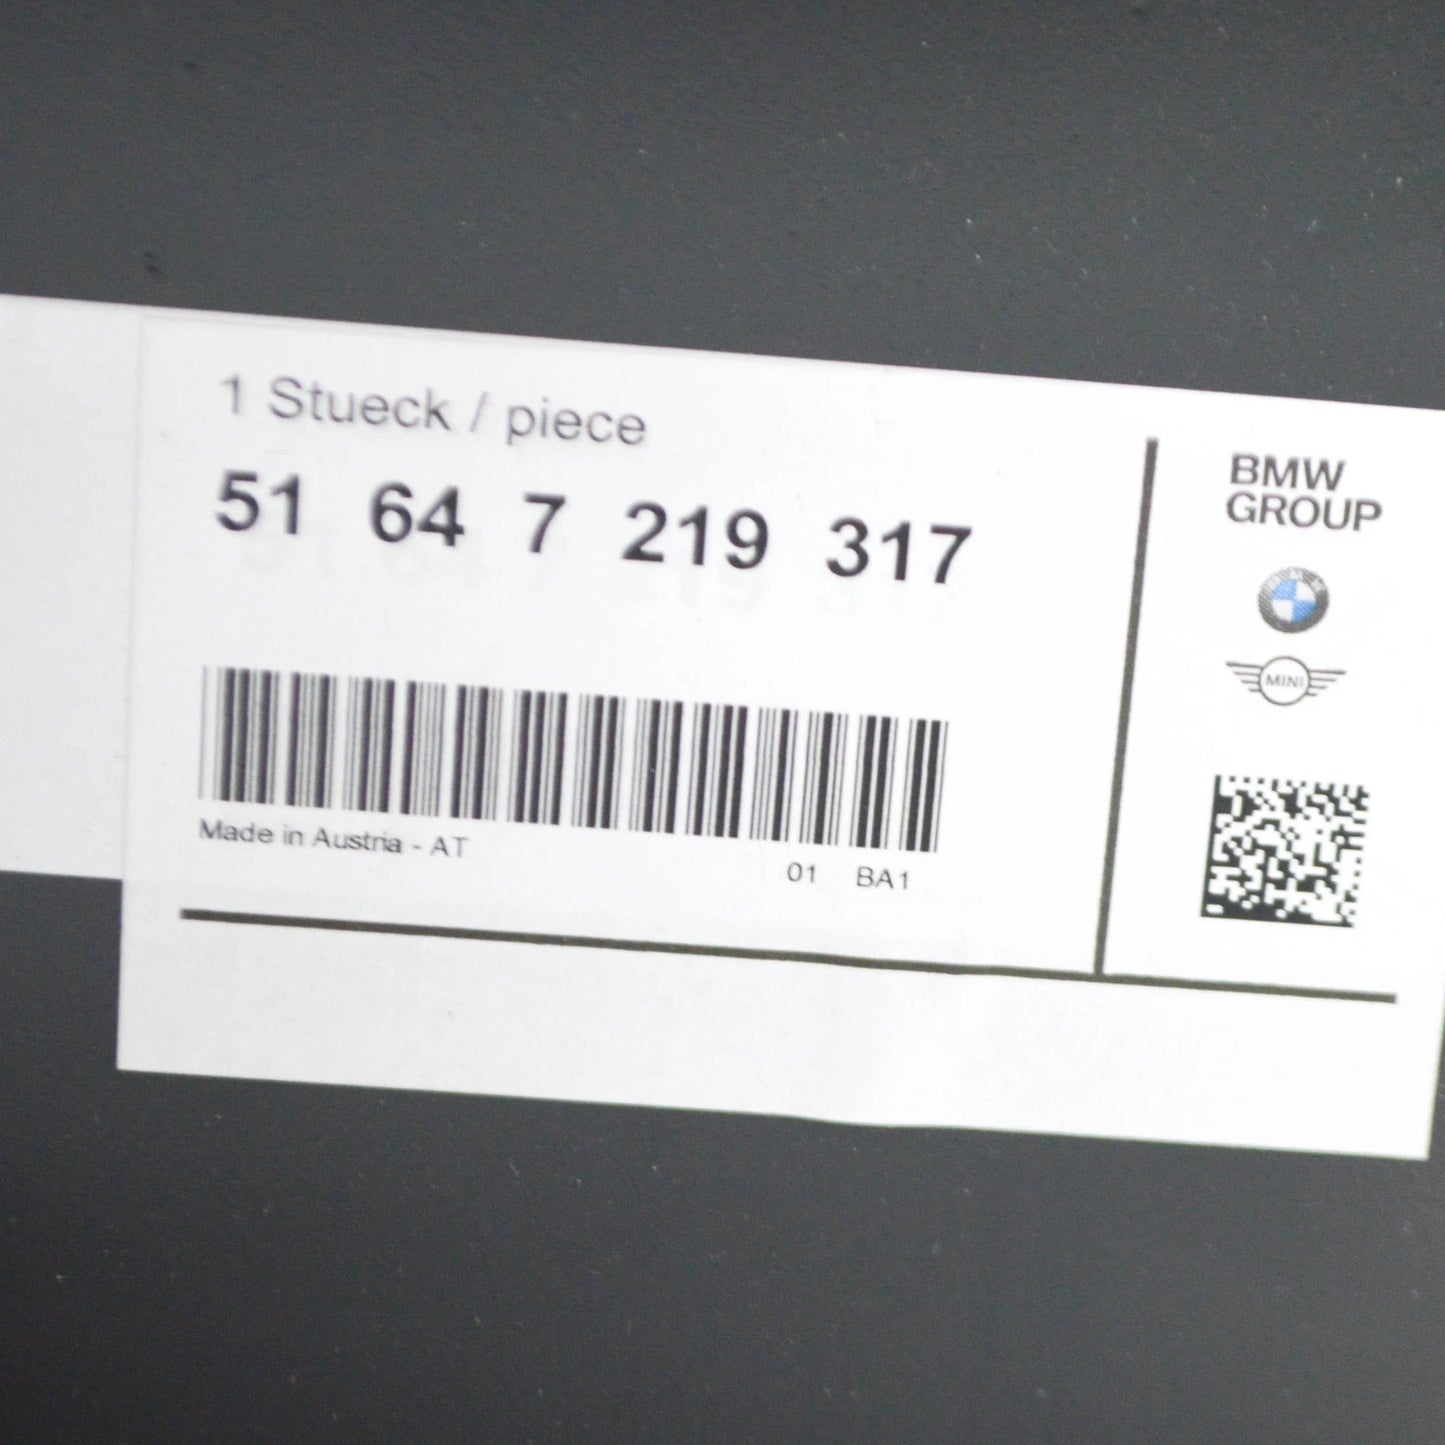 1 Stueck / piece
51 64 7 219 317
Made in Austria - AT
01 BA1
BMW
GROUP
MINI